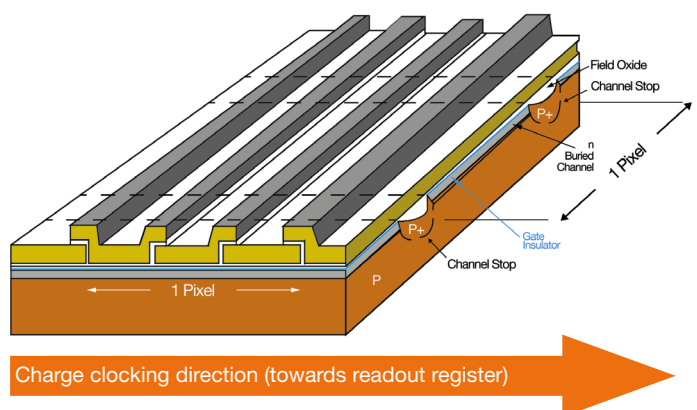 Field Oxide
Channel Stop
P+
n
Buried
Channel
1 Pixel
P+
Gate
Insulator
Channel Stop
P
1 Pixel
Charge clocking direction (towards readout register)